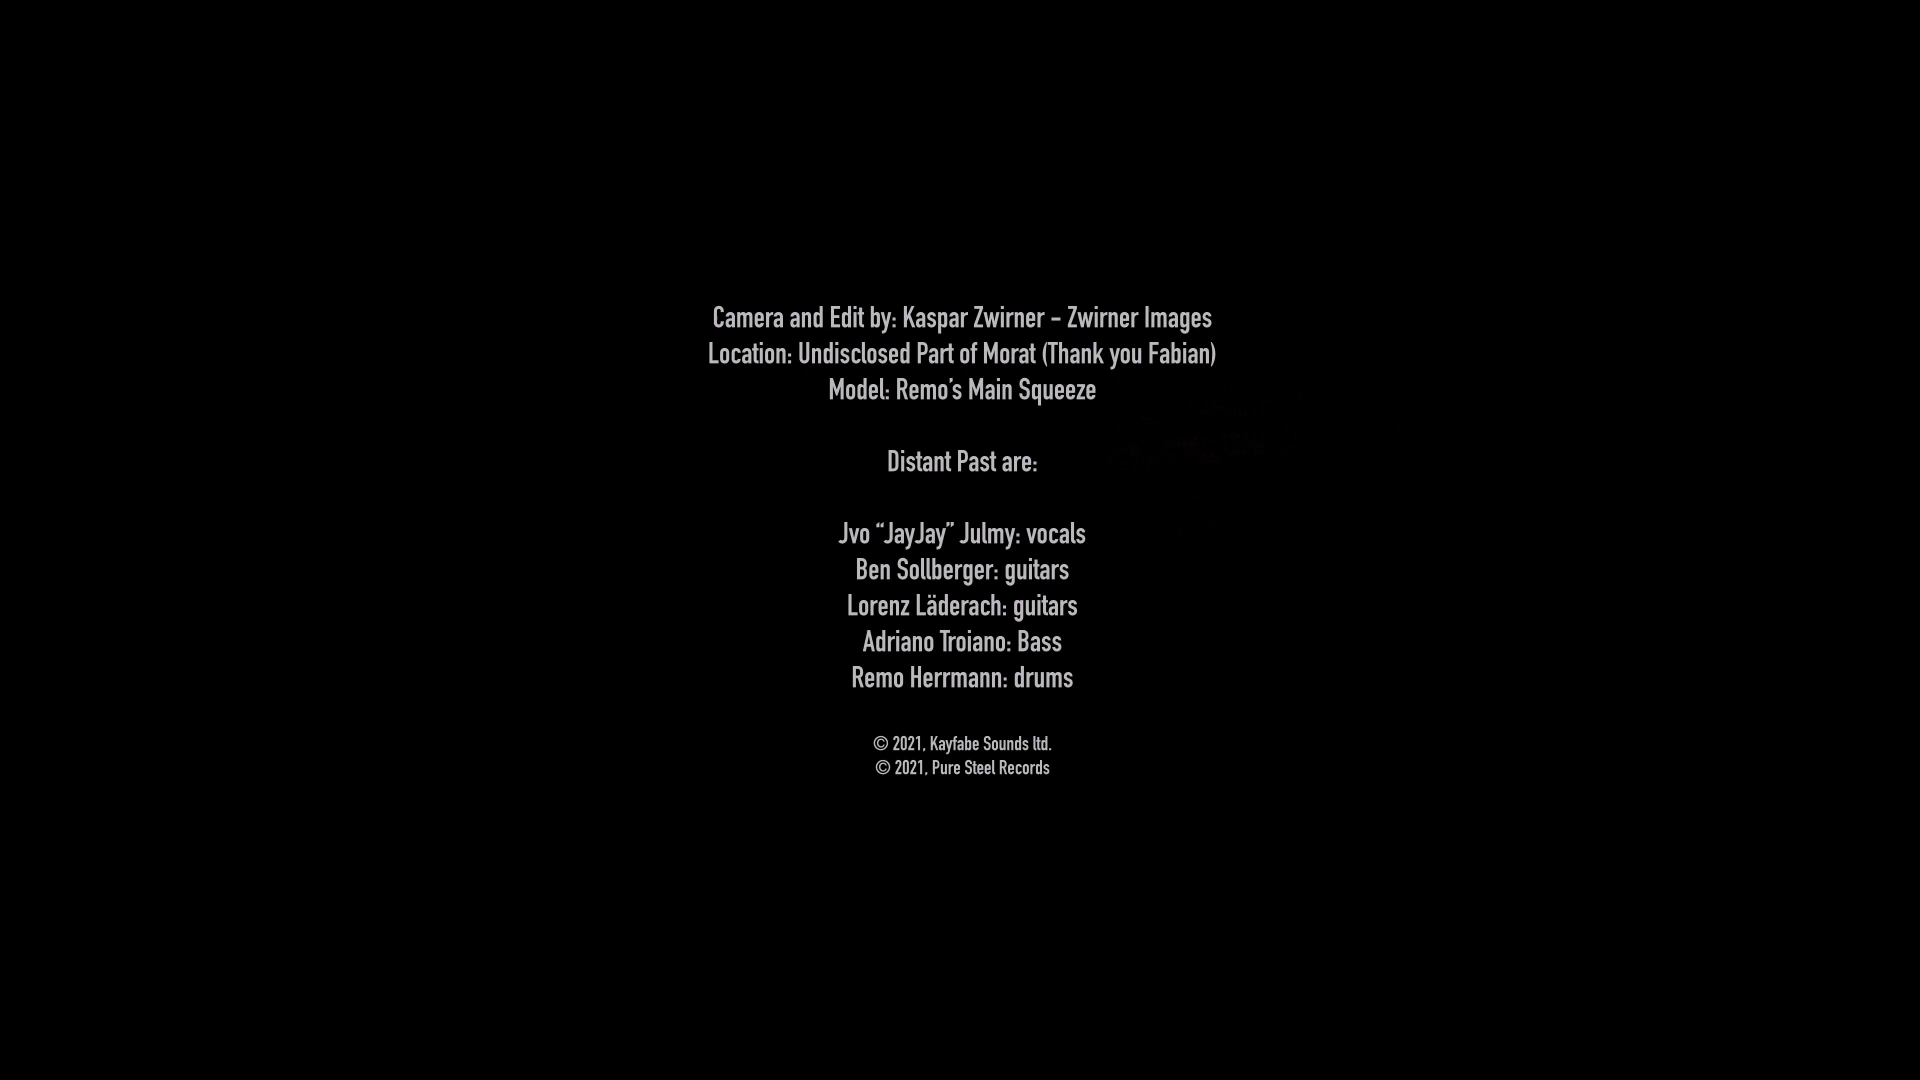 Camera and Edit by: Kaspar Zwirner - Zwirner Images
Location: Undisclosed Part of Morat (Thank you Fabian)
Model: Remo’s Main Squeeze
Distant Past are:
Jvo “JayJay” Julmy: vocals
Ben Sollberger: guitars
Lorenz Läderach: guitars
Adriano Troiano: Bass
Remo Herrmann: drums
© 2021, Kayfabe Sounds ltd.
© 2021, Pure Steel Records